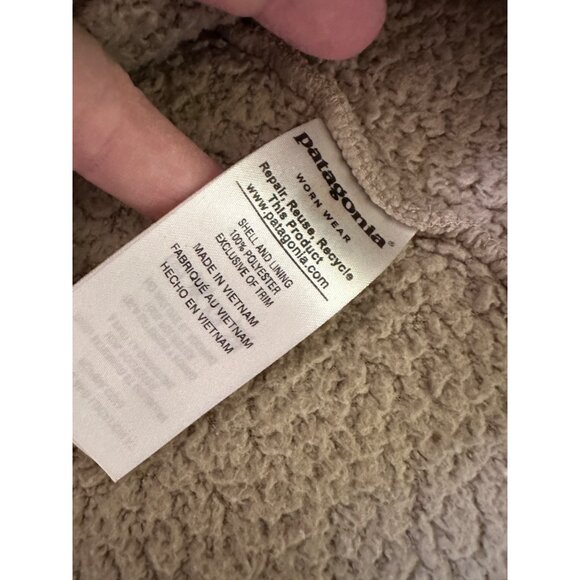 patagonia®
WORN WEAR
Repair, Reuse, Recycle
This Product
www.patagonia.com
SHELL AND LINING
100% POLYESTER
EXCLUSIVE OF TRIM
MADE IN VIETNAM
FABRIQUÉ AU VIETNAM
HECHO EN VIETNAM